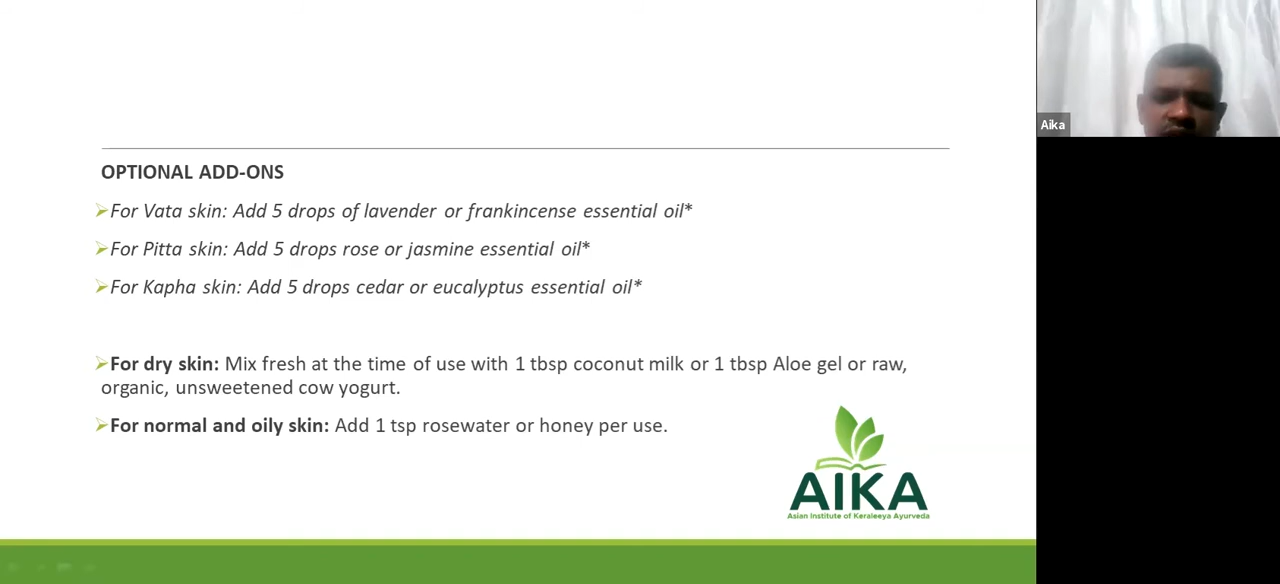 OPTIONAL ADD-ONS
For Vata skin: Add 5 drops of lavender or frankincense essential oil*
For Pitta skin: Add 5 drops rose or jasmine essential oil*
For Kapha skin: Add 5 drops cedar or eucalyptus essential oil*
For dry skin: Mix fresh at the time of use with 1 tbsp coconut milk or 1 tbsp Aloe gel or raw,
organic, unsweetened cow yogurt.
For normal and oily skin: Add 1 tsp rosewater or honey per use.
AIKA
Asian Institute of Keraleeya Ayurveda
Aika